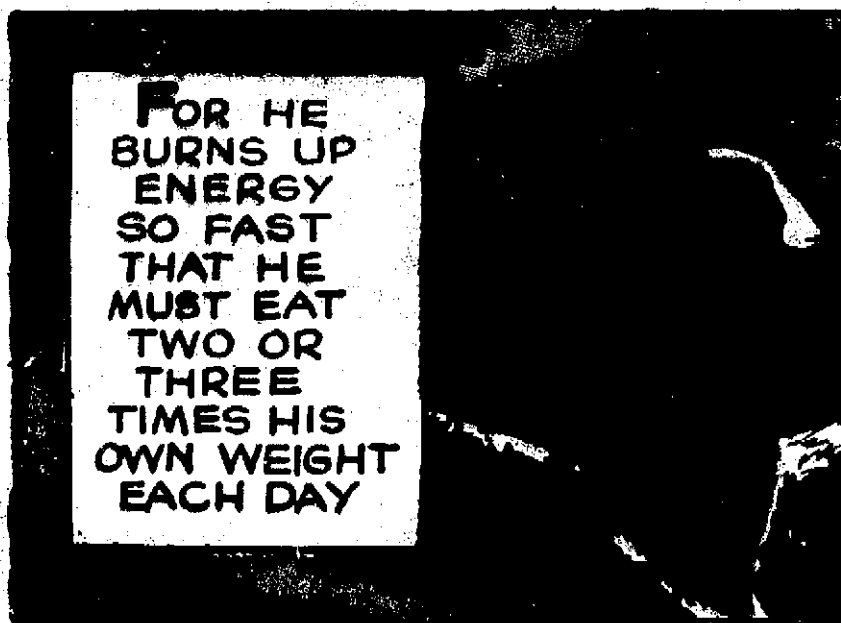 FOR HE
BURNS UP
ENERGY
SO FAST
THAT HE
MUST EAT
TWO OR
THREE
TIMES HIS
OWN WEIGHT
EACH DAY